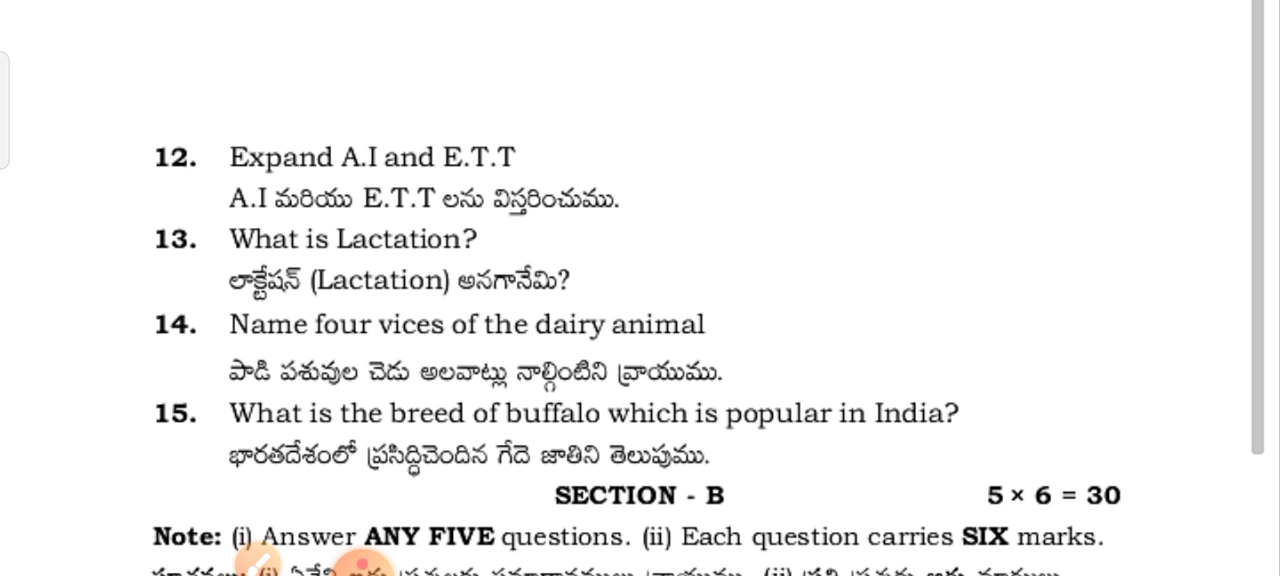 12. Expand A.I and E.T.T
A.I మరియు E.T.T లను విస్తరించుము.
13. What is Lactation?
లాక్టేషన్ (Lactation) అనగానేమి?
14. Name four vices of the dairy animal
పాడి పశువుల చెడు అలవాట్లు నాల్గింటిని వ్రాయుము.
15. What is the breed of buffalo which is popular in India?
భారతదేశంలో ప్రసిద్ధిచెందిన గేదె జాతిని తెలుపుము.
SECTION - B 5 × 6 = 30
Note: (i) Answer ANY FIVE questions. (ii) Each question carries SIX marks.